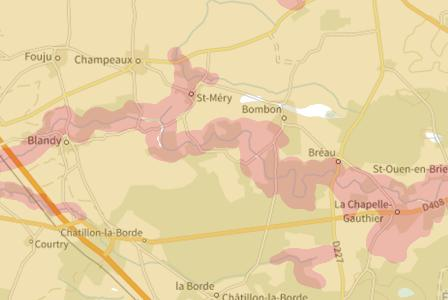 Fouju
Champeaux
St-Méry
Bombon
Blandy
Bréau
St-Ouen-en-Brie
La Chapelle-
Gauthier
D408
Châtillon-la-Borde
Courtry
D227
la Borde
Châtillon-la-Borde